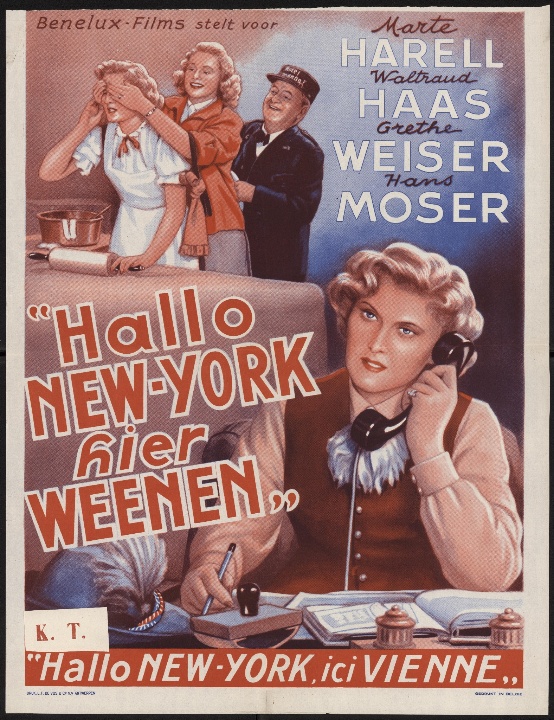 Benelux-Films stelt voor
Marte
HARELL
Waltraud
HAAS
Grethe
WEISER
Hans
MOSER
"Hallo
NEW-YORK
hier
WEENEN„
K. T.
"Hallo NEW-YORK, ici VIENNE„